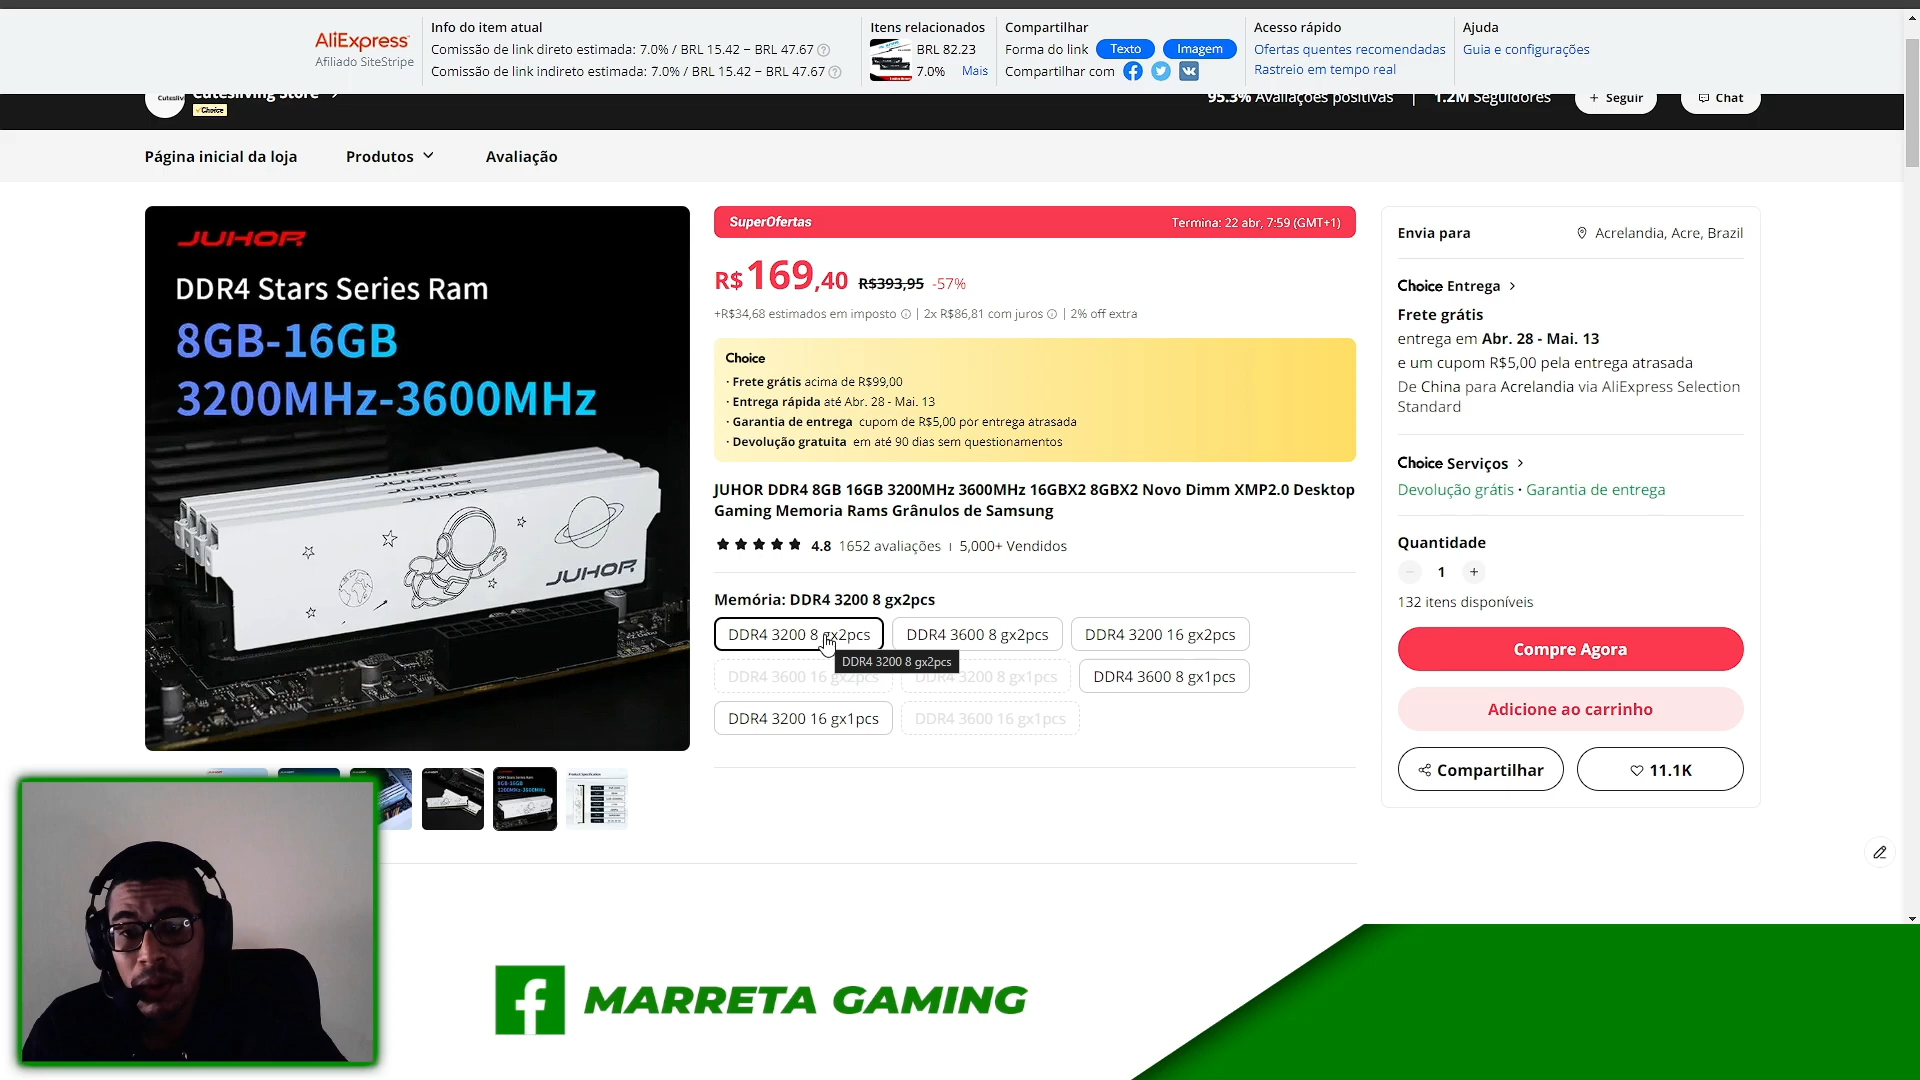 AliExpress
Afiliado SiteStripe
Info do item atual
Comissão de link direto estimada: 7.0% / BRL 15.42 ~ BRL 47.67
Comissão de link indireto estimada: 7.0% / BRL 15.42 ~ BRL 47.67
Itens relacionados
BRL 82.23
7.0% Mais
Compartilhar
Forma do link Texto Imagem
Compartilhar com
Acesso rápido
Ofertas quentes recomendadas
Rastreio em tempo real
Ajuda
Guia e configurações
Cutesliving Store
Choice
95.3% Avaliações positivas | 1.2M Seguidores
+ Seguir
Chat
Página inicial da loja
Produtos
Avaliação
JUHOR
DDR4 Stars Series Ram
8GB-16GB
3200MHz-3600MHz
JUHOR
SuperOfertas
Termina: 22 abr, 7:59 (GMT+1)
R$169,40 R$393,95 -57%
+R$34,68 estimados em imposto | 2x R$86,81 com juros | 2% off extra
Choice
· Frete grátis acima de R$99,00
· Entrega rápida até Abr. 28 - Mai. 13
· Garantia de entrega cupom de R$5,00 por entrega atrasada
· Devolução gratuita em até 90 dias sem questionamentos
JUHOR DDR4 8GB 16GB 3200MHz 3600MHz 16GBX2 8GBX2 Novo Dimm XMP2.0 Desktop
Gaming Memoria Rams Grânulos de Samsung
4.8 1652 avaliações | 5,000+ Vendidos
Memória: DDR4 3200 8 gx2pcs
DDR4 3200 8 gx2pcs
DDR4 3600 8 gx2pcs
DDR4 3200 16 gx2pcs
DDR4 3200 8 gx2pcs
DDR4 3600 16 gx2pcs
DDR4 3200 8 gx1pcs
DDR4 3600 8 gx1pcs
DDR4 3200 16 gx1pcs
DDR4 3600 16 gx1pcs
Envia para
Acrelandia, Acre, Brazil
Choice Entrega
Frete grátis
entrega em Abr. 28 - Mai. 13
e um cupom R$5,00 pela entrega atrasada
De China para Acrelandia via AliExpress Selection
Standard
Choice Serviços
Devolução grátis · Garantia de entrega
Quantidade
1 +
132 itens disponíveis
Compre Agora
Adicione ao carrinho
Compartilhar
11.1K
MARRETA GAMING